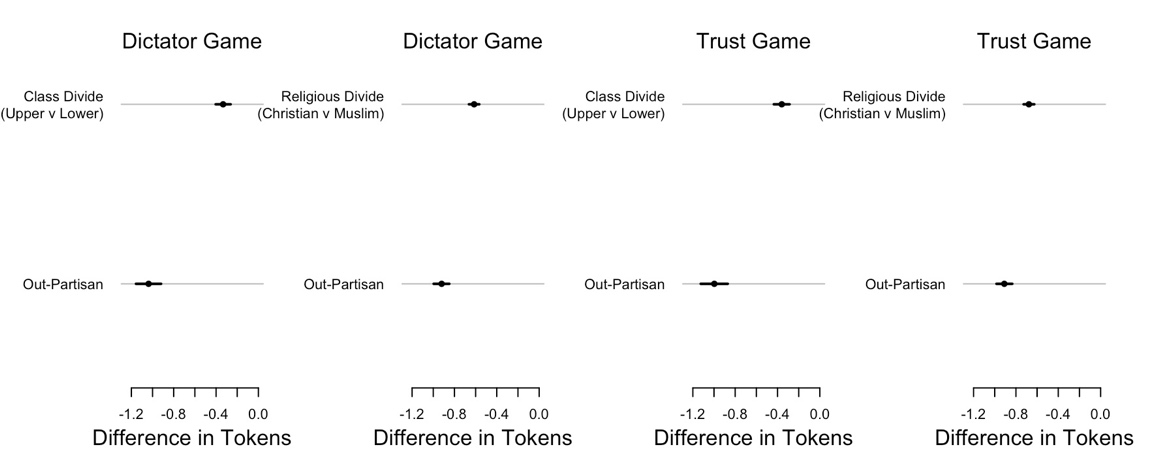 Dictator Game
Dictator Game
Trust Game
Trust Game
Class Divide
(Upper v Lower)
Religious Divide
(Christian v Muslim)
Class Divide
(Upper v Lower)
Religious Divide
(Christian v Muslim)
Out-Partisan
Out-Partisan
Out-Partisan
Out-Partisan
-1.2 -0.8 -0.4 0.0
-1.2 -0.8 -0.4 0.0
-1.2 -0.8 -0.4 0.0
-1.2 -0.8 -0.4 0.0
Difference in Tokens
Difference in Tokens
Difference in Tokens
Difference in Tokens